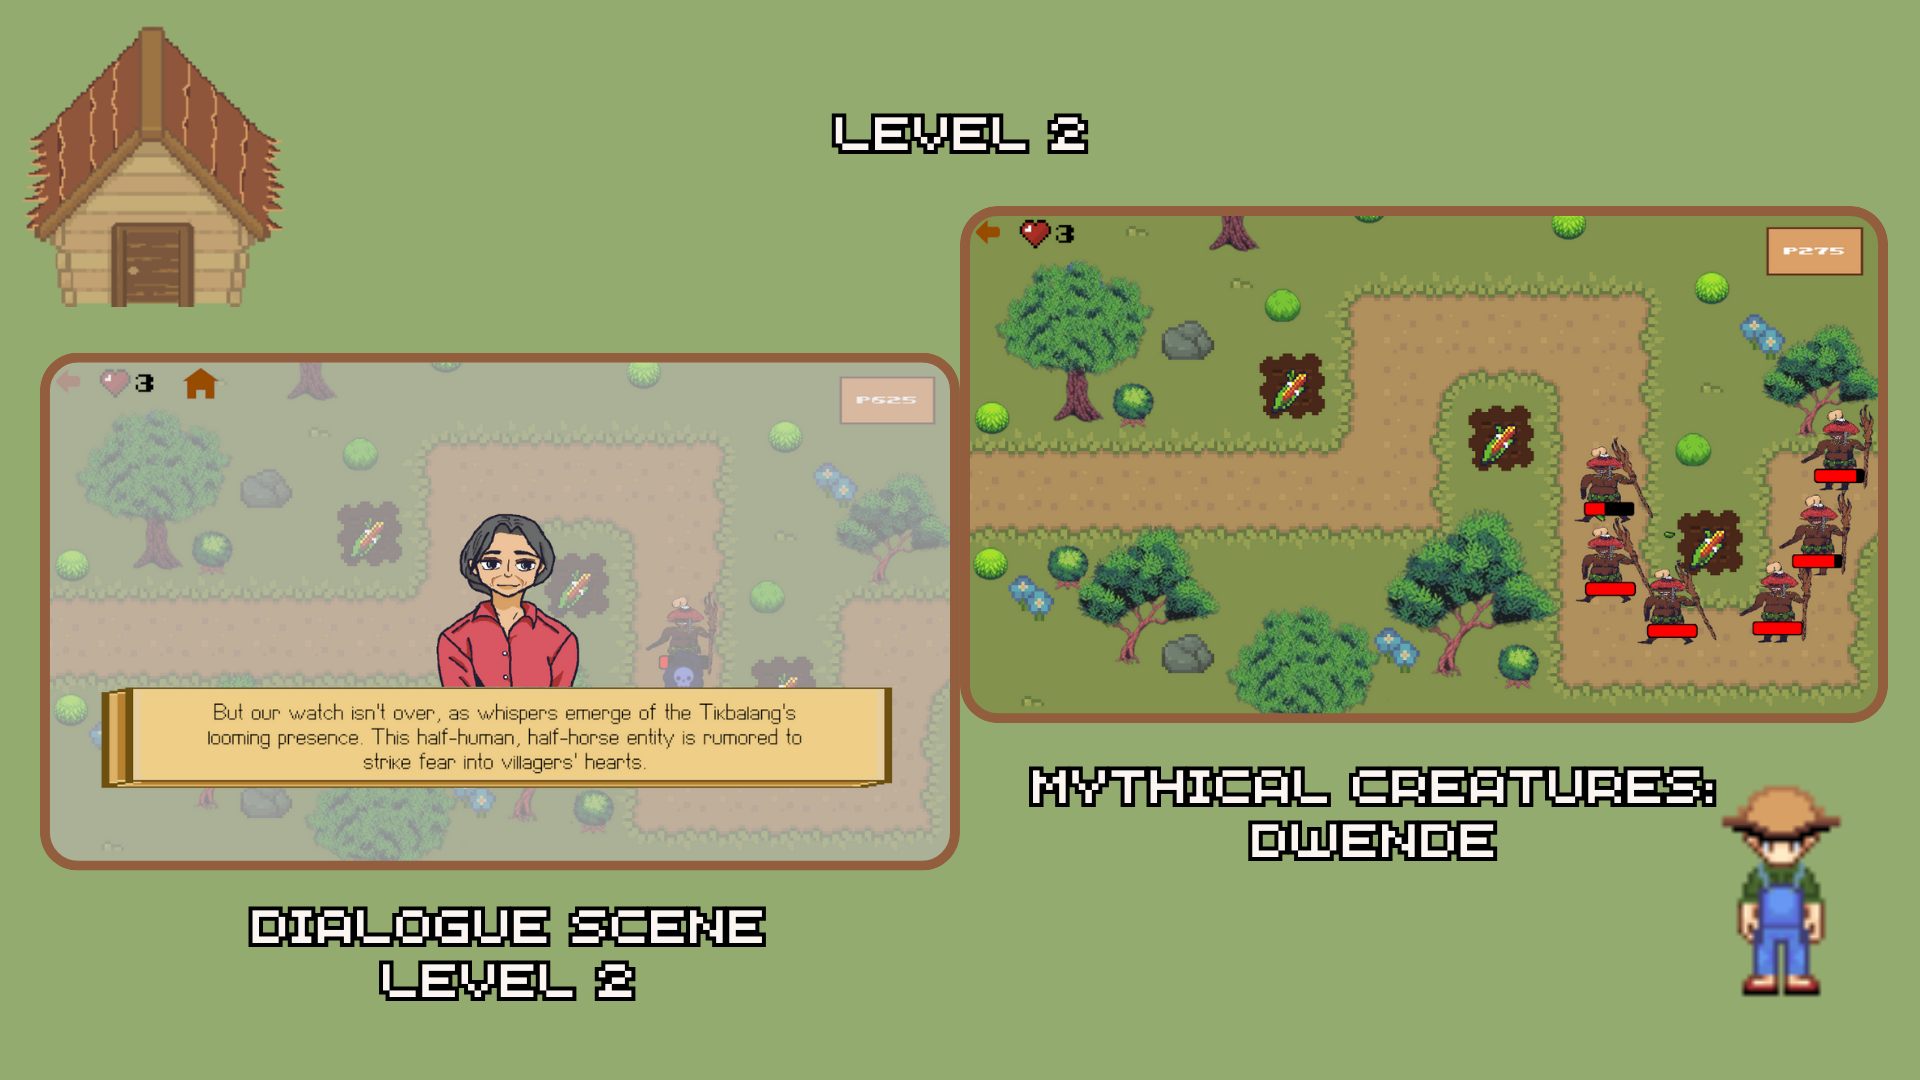 LEVEL 2
3
P625
But our watch isn't over, as whispers emerge of the Tikbalang's
looming presence. This half-human, half-horse entity is rumored to
strike fear into villagers' hearts.
DIALOGUE SCENE
LEVEL 2
3
P275
MYTHICAL CREATURES:
DWENDE